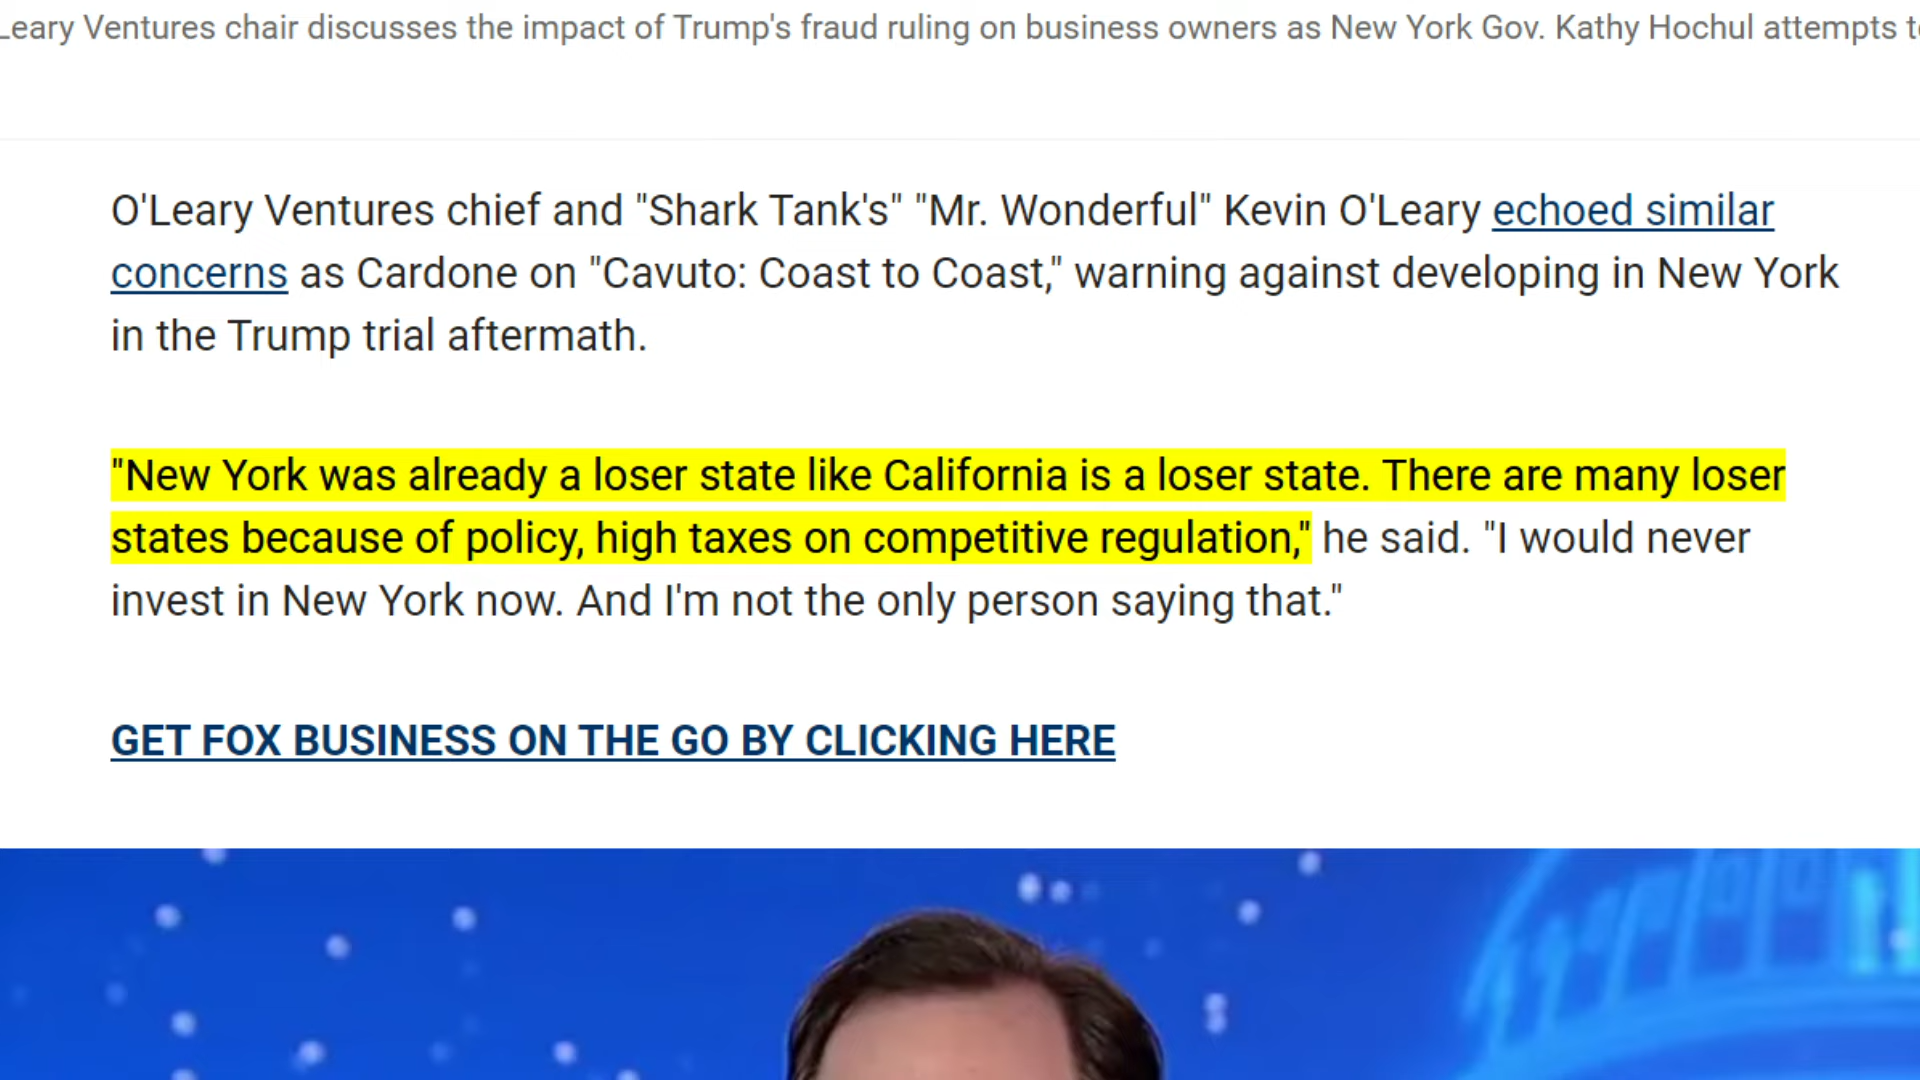 Leary Ventures chair discusses the impact of Trump's fraud ruling on business owners as New York Gov. Kathy Hochul attempts
O'Leary Ventures chief and "Shark Tank's" "Mr. Wonderful" Kevin O'Leary echoed similar
concerns as Cardone on "Cavuto: Coast to Coast," warning against developing in New York
in the Trump trial aftermath.
"New York was already a loser state like California is a loser state. There are many loser
states because of policy, high taxes on competitive regulation," he said. "I would never
invest in New York now. And I'm not the only person saying that."
GET FOX BUSINESS ON THE GO BY CLICKING HERE